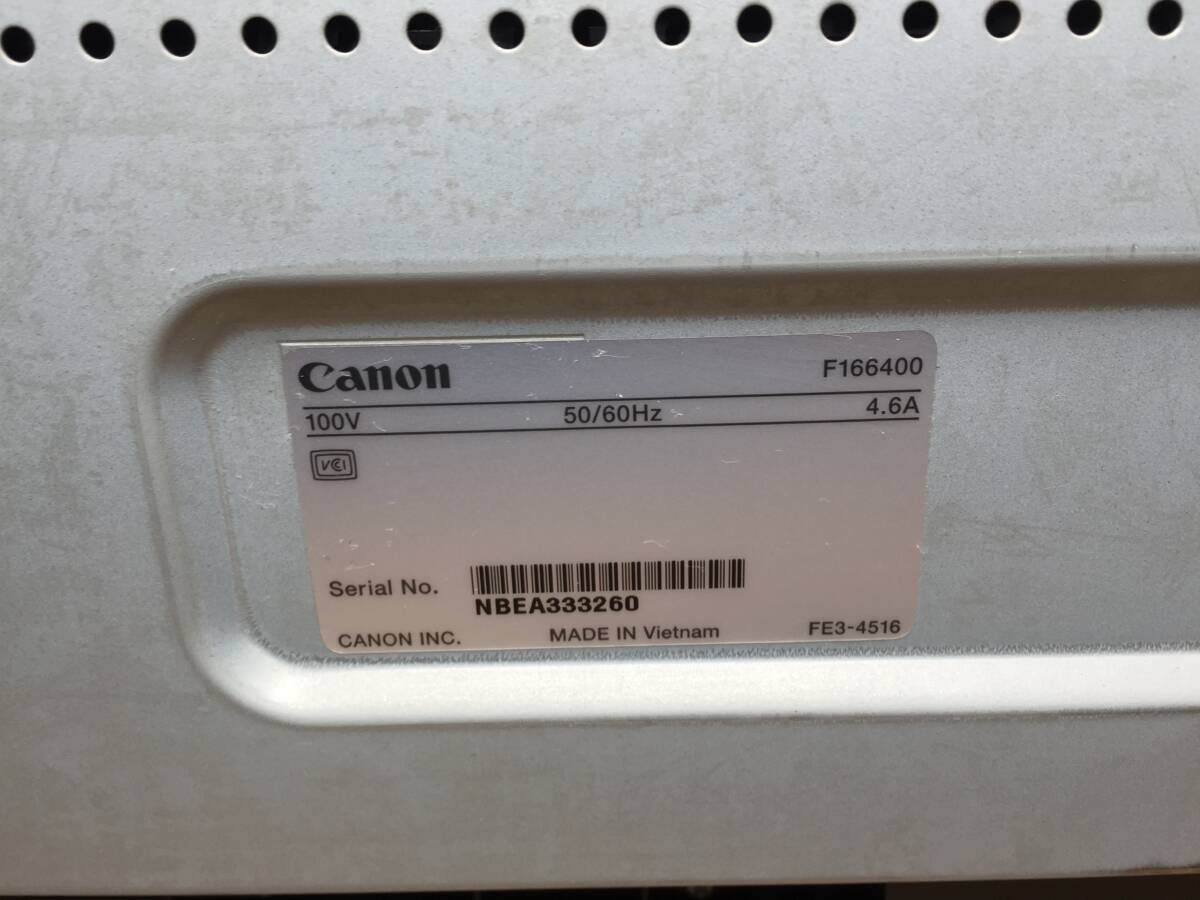 Canon F166400
100V 50/60Hz 4.6A
VCI
Serial No.
NBEA333260
CANON INC. MADE IN Vietnam FE3-4516